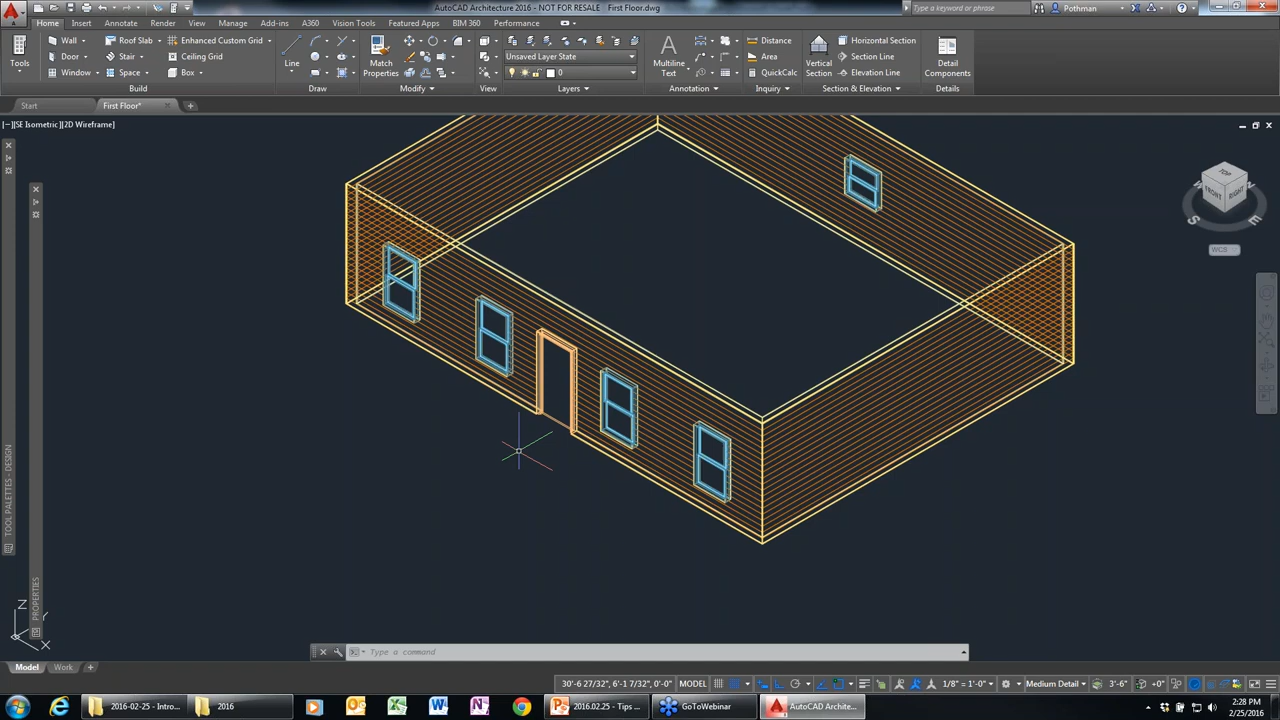 AutoCAD Architecture 2016 - NOT FOR RESALE First Floor.dwg
Type a keyword or phrase
Pothman
Home Insert Annotate Render View Manage Add-ins A360 Vision Tools Featured Apps BIM 360 Performance
Tools
Wall
Door
Window
Roof Slab
Stair
Space
Enhanced Custom Grid
Ceiling Grid
Box
Build
Line
Draw
Match
Properties
Modify
View
Unsaved Layer State
0
Layers
Multiline
Text
Annotation
Distance
Area
QuickCalc
Inquiry
Vertical
Section
Horizontal Section
Section Line
Elevation Line
Section & Elevation
Detail
Components
Details
Start
First Floor*
[−][SE Isometric][2D Wireframe]
TOP
FRONT
RIGHT
W
N
S
E
WCS
TOOL PALETTES - DESIGN
PROPERTIES
Z
Y
X
Type a command
Model Work
30'-6 27/32", 6'-1 7/32", 0'-0"
MODEL
1/8" = 1'-0"
Medium Detail
3'-6"
+0"
2016-02-25 - Intro...
2016
2016.02.25 - Tips ...
GoToWebinar
AutoCAD Archite...
2:28 PM
2/25/2016